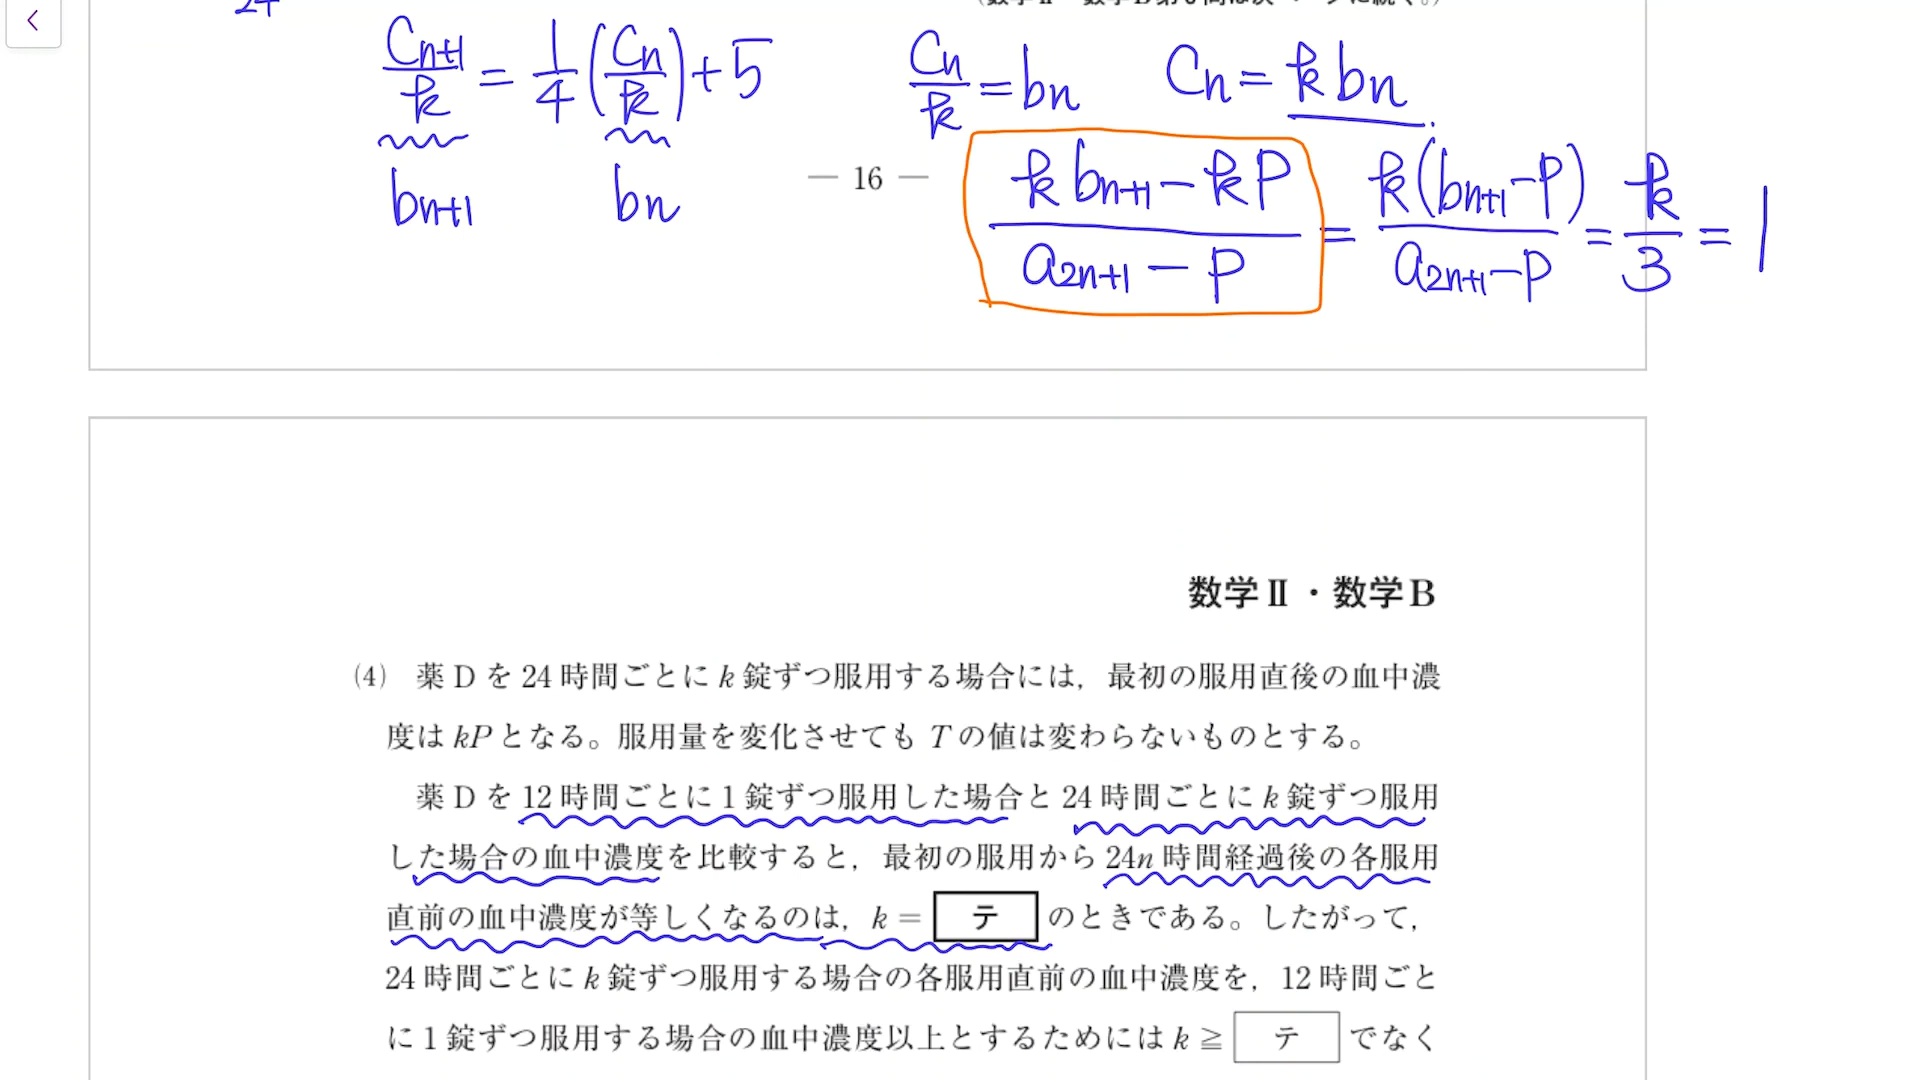 24
C_{n+1}/k = 1/4 (C_n/k) + 5
C_n/k = b_n
C_n = k b_n
b_{n+1}
b_n
— 16 —
(k b_{n+1} - kP)/(a_{2n+1} - P) = k(b_{n+1} - P)/(a_{2n+1} - P) = k/3 = 1
数学Ⅱ・数学B
(4) 薬 D を 24 時間ごとに k 錠ずつ服用する場合には，最初の服用直後の血中濃
度は kP となる。服用量を変化させても T の値は変わらないものとする。
薬 D を 12 時間ごとに 1 錠ずつ服用した場合と 24 時間ごとに k 錠ずつ服用
した場合の血中濃度を比較すると，最初の服用から 24n 時間経過後の各服用
直前の血中濃度が等しくなるのは，k = テ のときである。したがって，
24 時間ごとに k 錠ずつ服用する場合の各服用直前の血中濃度を，12 時間ごと
に 1 錠ずつ服用する場合の血中濃度以上とするためには k ≧ テ でなく